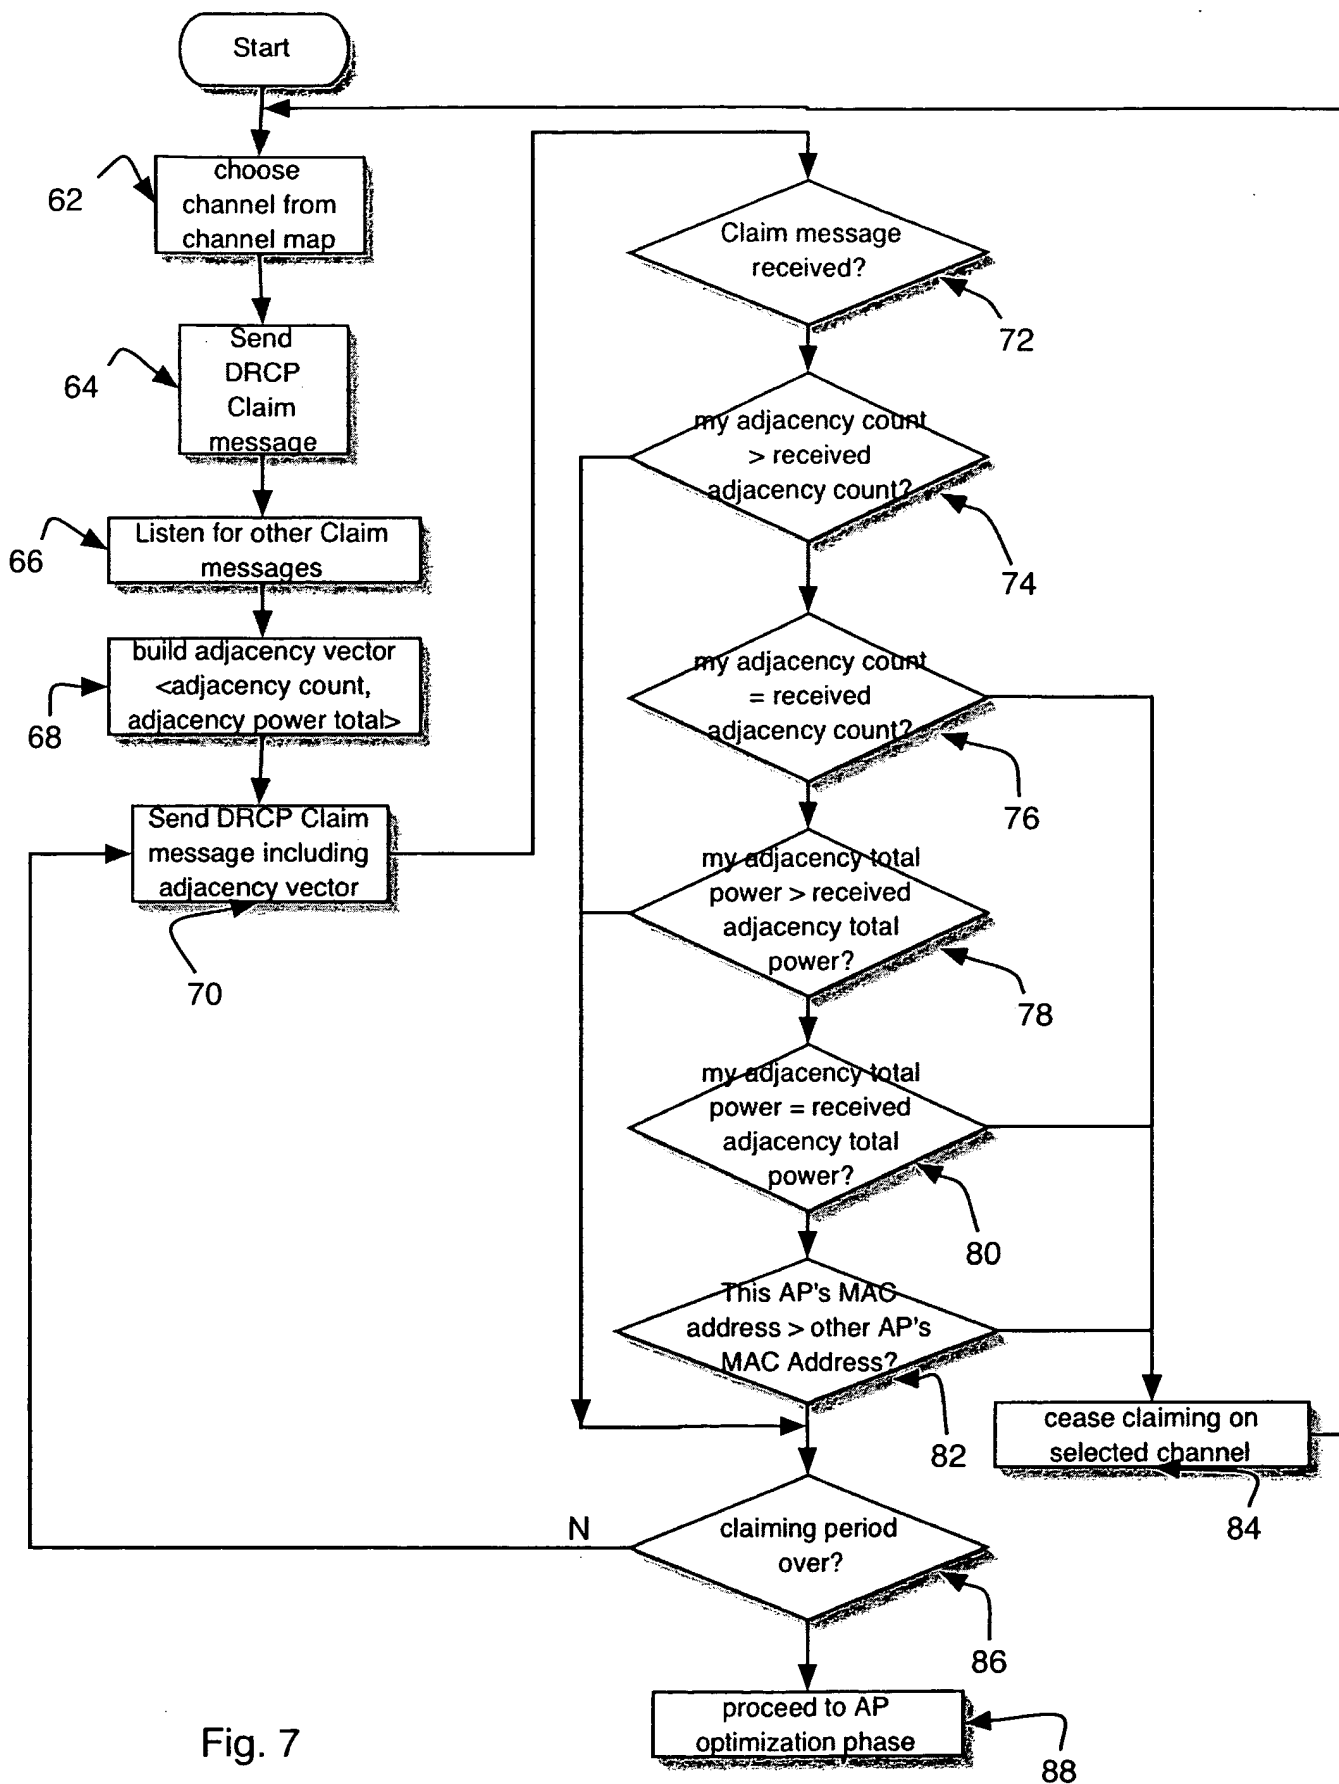 Start
choose
channel from
channel map
62
Send
DRCP
Claim
message
64
Listen for other Claim
messages
66
build adjacency vector
<adjacency count,
adjacency power total>
68
Send DRCP Claim
message including
adjacency vector
70
Claim message
received?
72
my adjacency count
> received
adjacency count?
74
my adjacency count
= received
adjacency count?
76
my adjacency total
power > received
adjacency total
power?
78
my adjacency total
power = received
adjacency total
power?
80
This AP's MAC
address > other AP's
MAC Address?
82
cease claiming on
selected channel
84
claiming period
over?
N
86
proceed to AP
optimization phase
88
Fig. 7